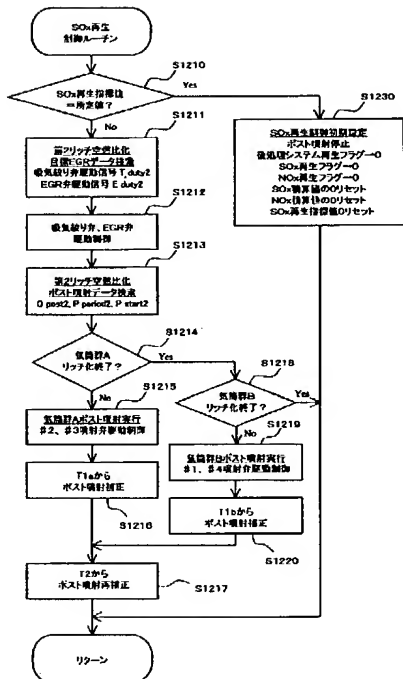 SOx再生
制御ルーチン
S1210
SOx再生指標値
＝所定値？
Yes
No
S1230
SOx再生制御初期設定
ポスト噴射停止
後処理システム再生フラグ←0
SOx再生フラグ←0
NOx再生フラグ←0
SOx積算値の0リセット
NOx積算値の0リセット
SOx再生指標値0リセット
S1211
第2リッチ空燃比化
目標EGRデータ検索
吸気絞り弁駆動信号 T_duty2
EGR弁駆動信号 E_duty2
S1212
吸気絞り弁、EGR弁
駆動制御
S1213
第2リッチ空燃比化
ポスト噴射データ検索
Q post2, P period2, P start2
S1214
気筒群A
リッチ化終了？
Yes
No
S1218
気筒群B
リッチ化終了？
Yes
No
S1215
気筒群Aポスト噴射実行
#2、#3噴射弁駆動制御
S1219
気筒群Bポスト噴射実行
#1、#4噴射弁駆動制御
T1aから
ポスト噴射補正
S1216
T1bから
ポスト噴射補正
S1220
T2から
ポスト噴射再補正
S1217
リターン